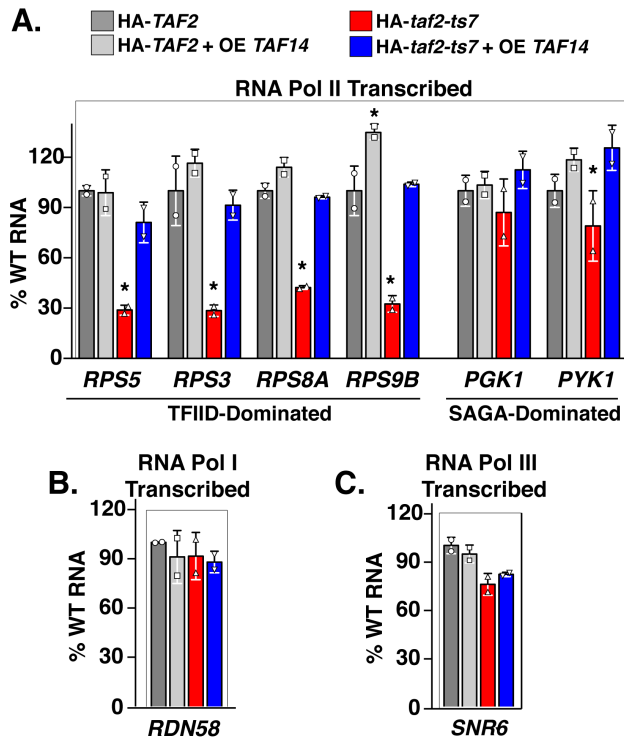 A.
HA-TAF2
HA-taf2-ts7
HA-TAF2 + OE TAF14
HA-taf2-ts7 + OE TAF14
RNA Pol II Transcribed
% WT RNA
120
90
60
30
0
*
*
*
*
*
*
RPS5 RPS3 RPS8A RPS9B PGK1 PYK1
TFIID-Dominated SAGA-Dominated
B.
RNA Pol I
Transcribed
% WT RNA
120
90
60
30
0
RDN58
C.
RNA Pol III
Transcribed
% WT RNA
120
90
60
30
0
SNR6